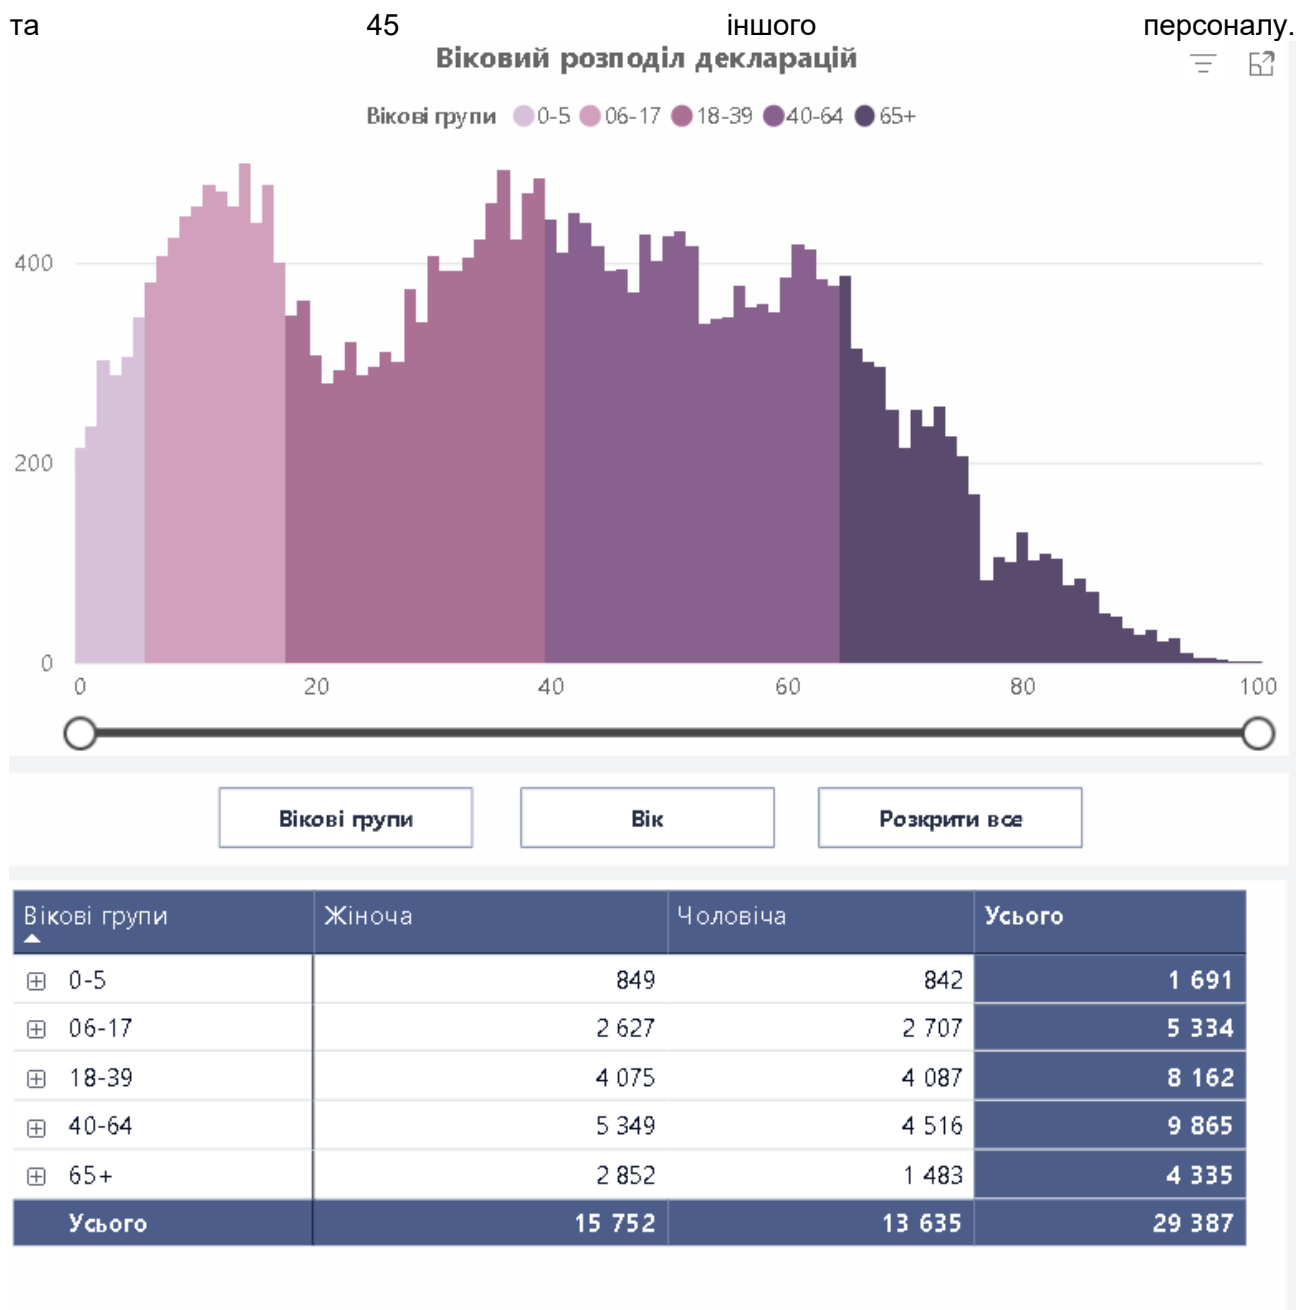 та 45 іншого персоналу.
Віковий розподіл декларацій
Вікові групи 0-5 06-17 18-39 40-64 65+
400
200
0
0 20 40 60 80 100
Вікові групи Вік Розкрити все
Вікові групи Жіноча Чоловіча Усього
0-5 849 842 1 691
06-17 2 627 2 707 5 334
18-39 4 075 4 087 8 162
40-64 5 349 4 516 9 865
65+ 2 852 1 483 4 335
Усього 15 752 13 635 29 387